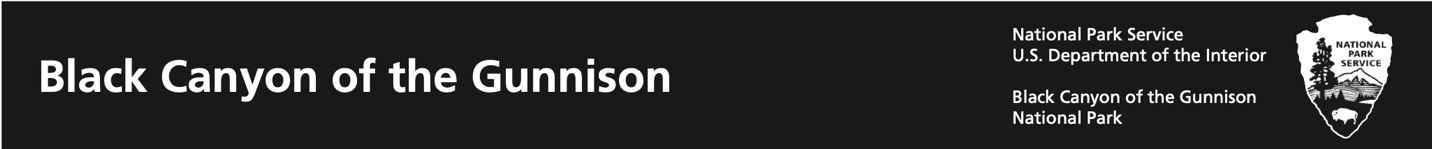 Black Canyon of the Gunnison
National Park Service
U.S. Department of the Interior
Black Canyon of the Gunnison
National Park
NATIONAL
PARK
SERVICE